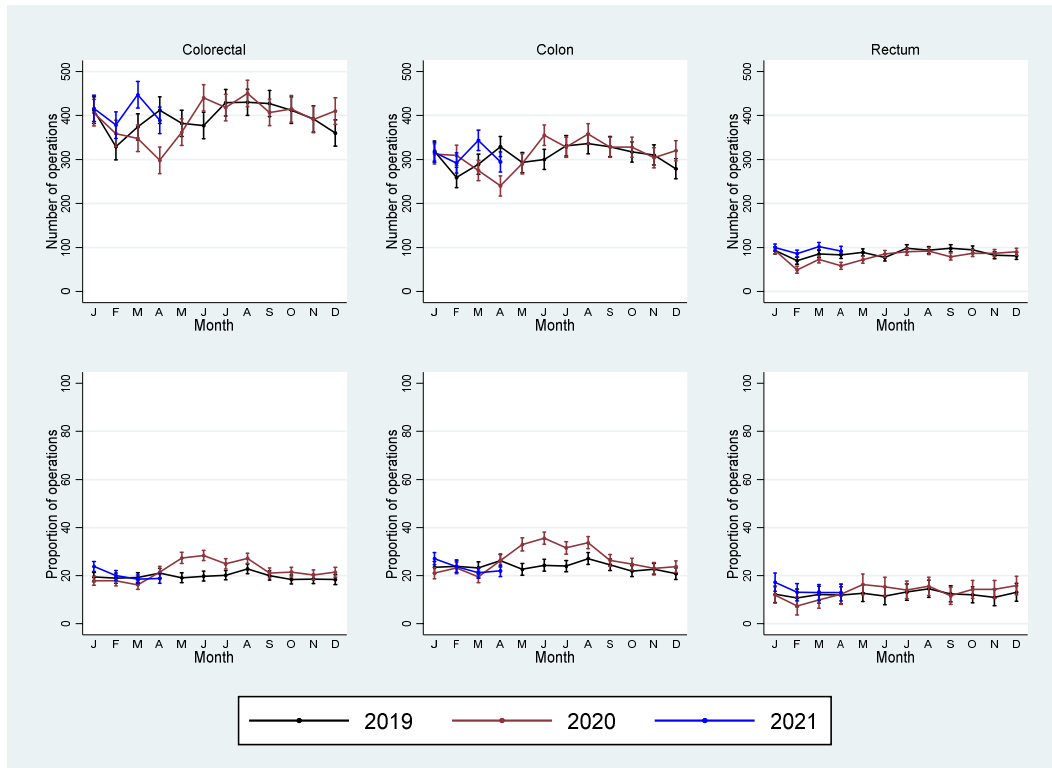 Colorectal Colon Rectum
Number of operations
0 100 200 300 400 500
J F M A M J J A S O N D
Month
Number of operations
0 100 200 300 400 500
J F M A M J J A S O N D
Month
Number of operations
0 100 200 300 400 500
J F M A M J J A S O N D
Month
Proportion of operations
0 20 40 60 80 100
J F M A M J J A S O N D
Month
Proportion of operations
0 20 40 60 80 100
J F M A M J J A S O N D
Month
Proportion of operations
0 20 40 60 80 100
J F M A M J J A S O N D
Month
2019 2020 2021